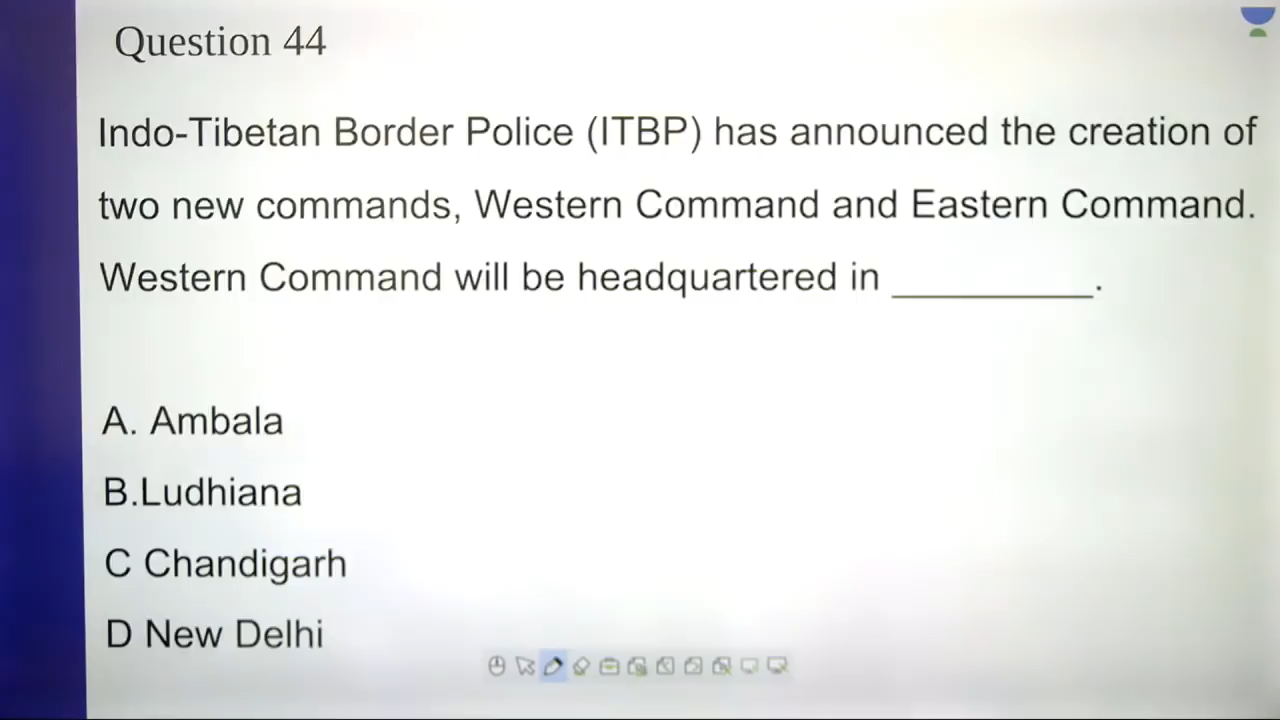 Question 44
Indo-Tibetan Border Police (ITBP) has announced the creation of
two new commands, Western Command and Eastern Command.
Western Command will be headquartered in __________.
A. Ambala
B.Ludhiana
C Chandigarh
D New Delhi